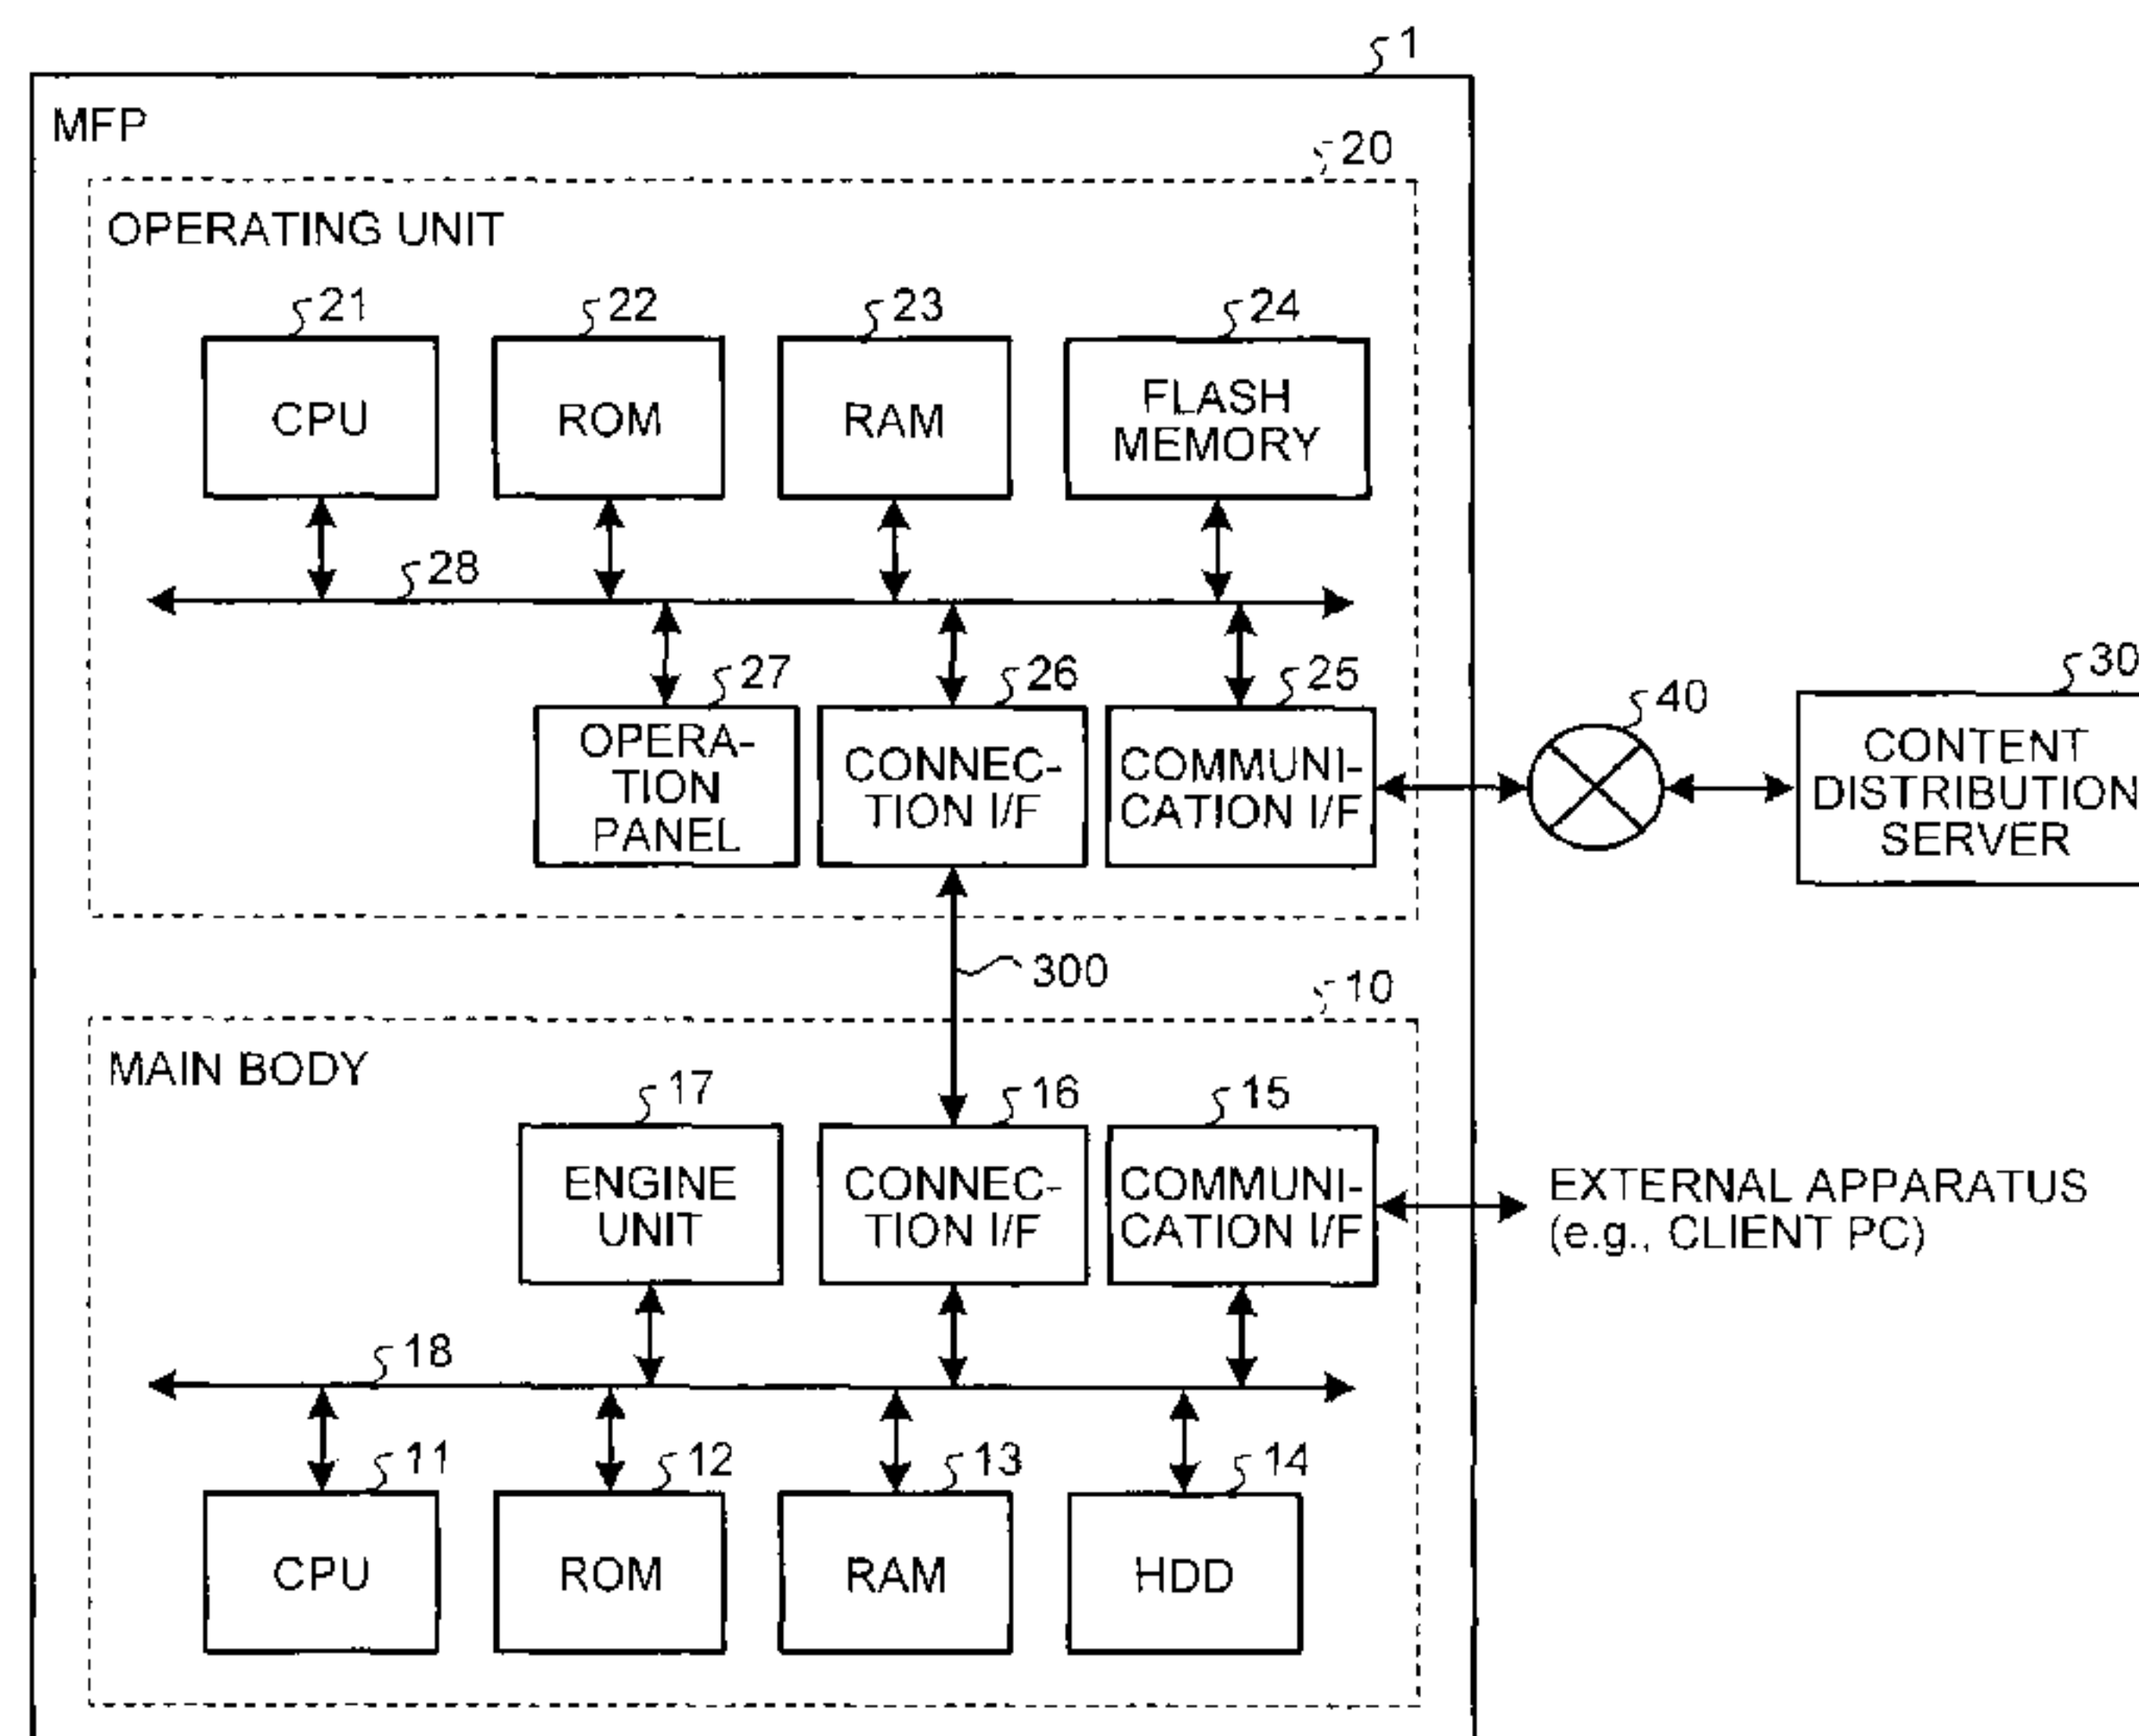 1
MFP
20
OPERATING UNIT
21
22
23
24
CPU
ROM
RAM
FLASH
MEMORY
28
27
26
25
40
30
OPERA-
TION
PANEL
CONNEC-
TION I/F
COMMUNI-
CATION I/F
CONTENT
DISTRIBUTION
SERVER
300
10
MAIN BODY
17
16
15
ENGINE
UNIT
CONNEC-
TION I/F
COMMUNI-
CATION I/F
EXTERNAL APPARATUS
(e.g., CLIENT PC)
18
11
12
13
14
CPU
ROM
RAM
HDD